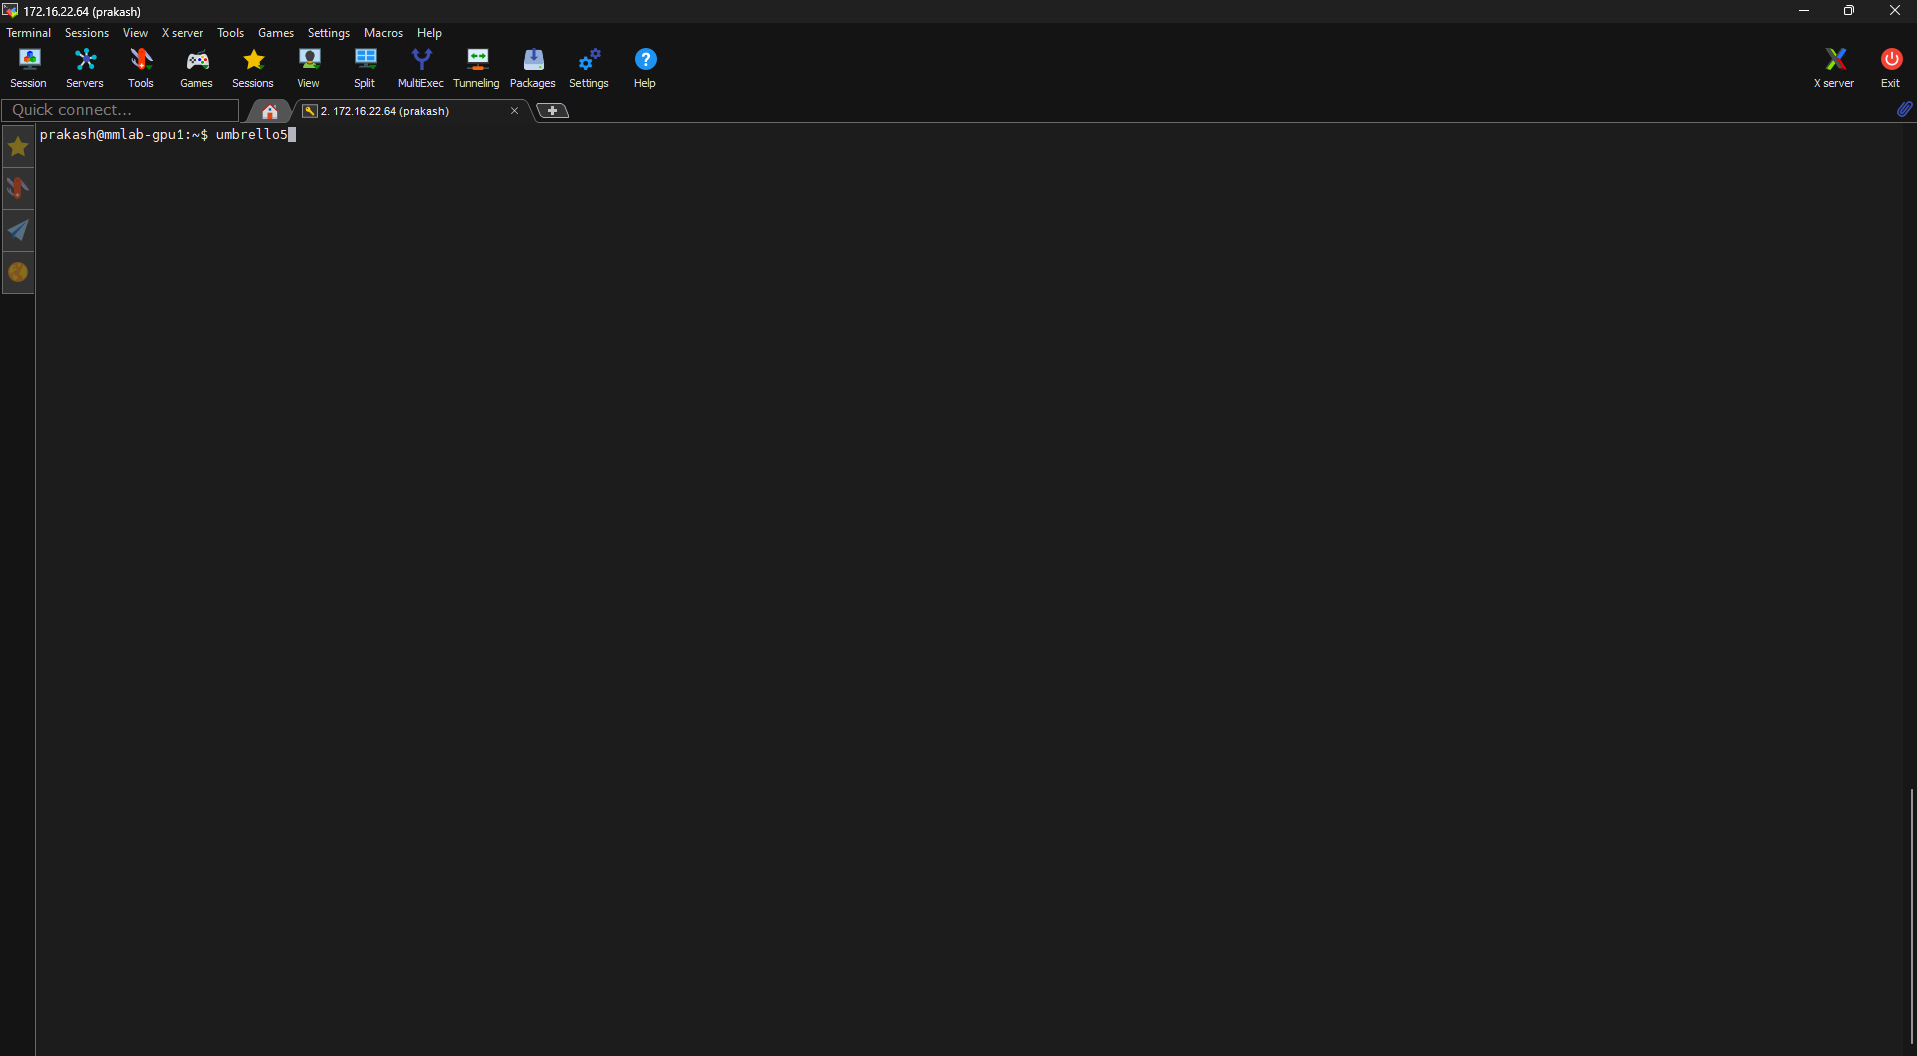 172.16.22.64 (prakash)
Terminal Sessions View X server Tools Games Settings Macros Help
Session Servers Tools Games Sessions View Split MultiExec Tunneling Packages Settings Help X server Exit
Quick connect... 2. 172.16.22.64 (prakash)
prakash@mmlab-gpu1:~$ umbrello5